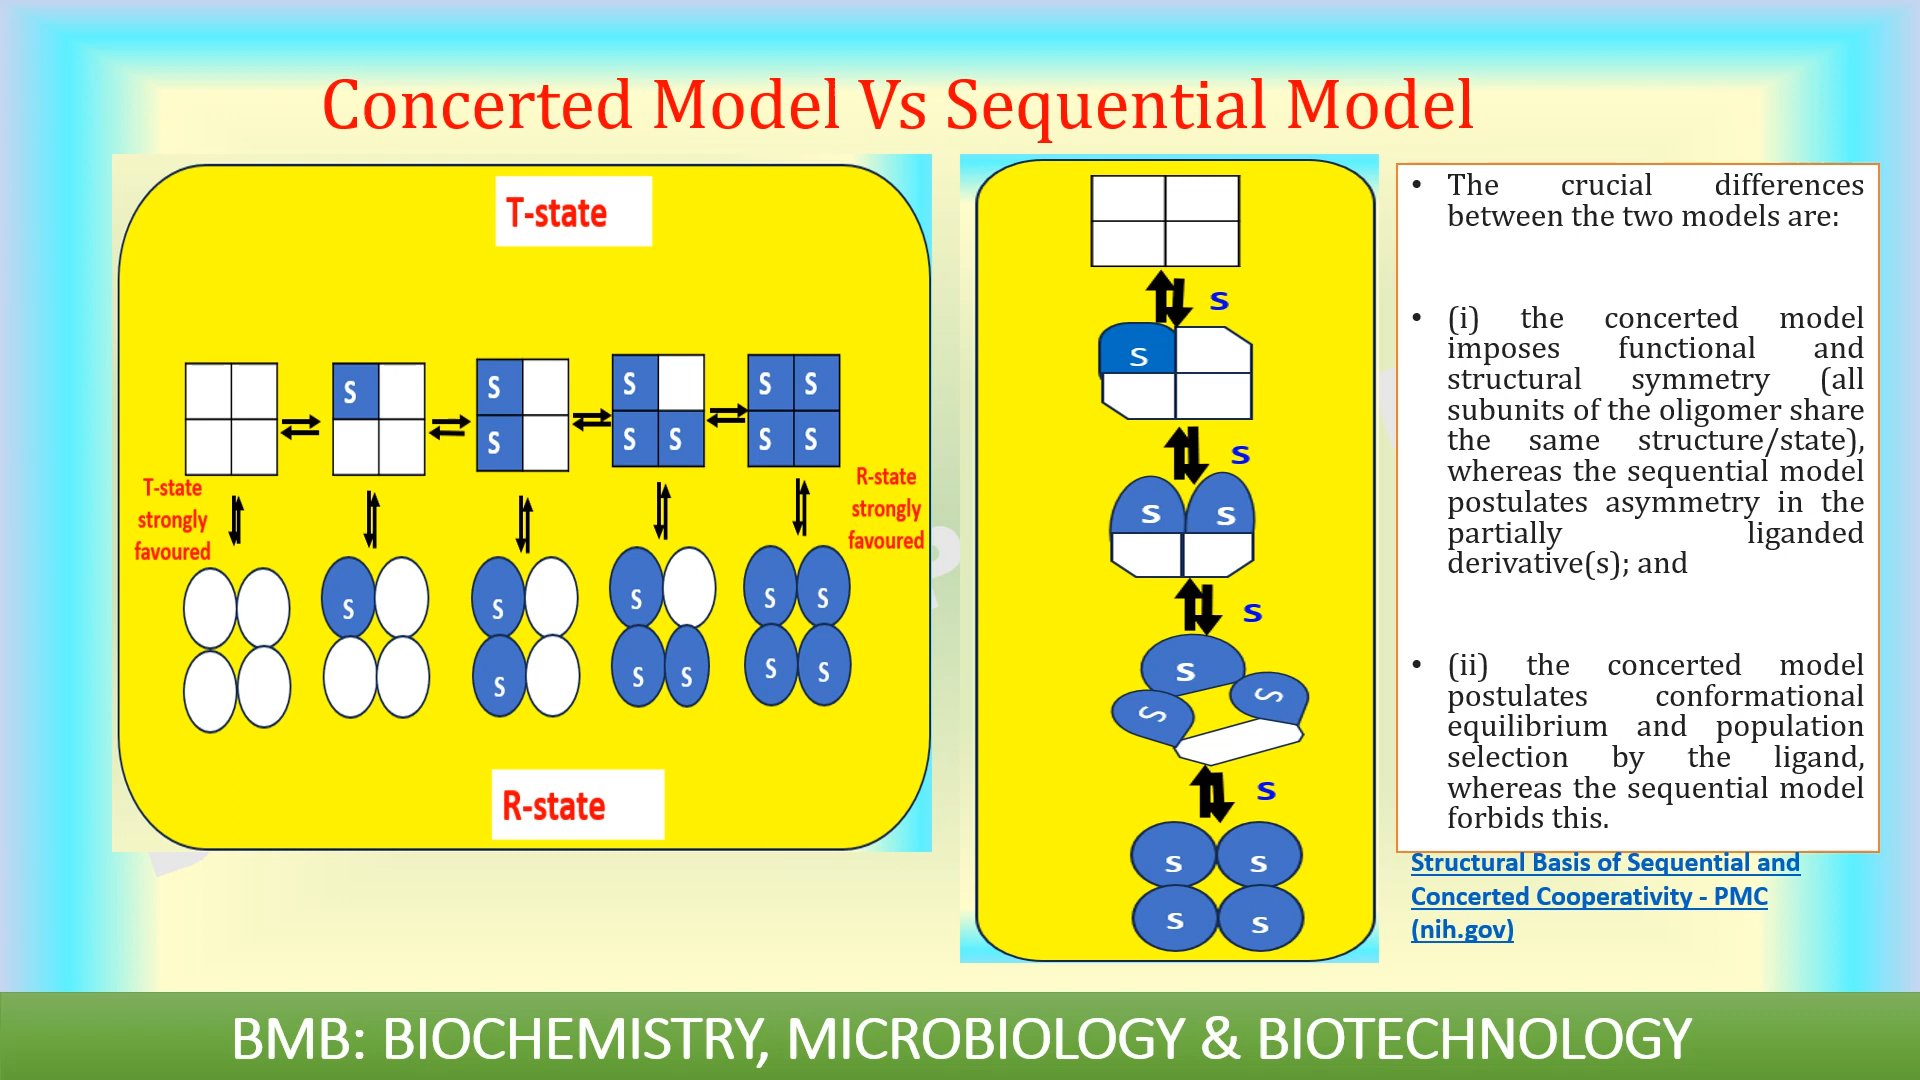 Concerted Model Vs Sequential Model
T-state
S
S
S
S
S
S
S
S
S
S
T-state
strongly
favoured
R-state
strongly
favoured
S
S
S
S
S
S
S
S
S
S
R-state
S
S
S
S
S
S
S
S
S
S
S
S
S
S
• The crucial differences
between the two models are:
• (i) the concerted model
imposes functional and
structural symmetry (all
subunits of the oligomer share
the same structure/state),
whereas the sequential model
postulates asymmetry in the
partially liganded
derivative(s); and
• (ii) the concerted model
postulates conformational
equilibrium and population
selection by the ligand,
whereas the sequential model
forbids this.
Structural Basis of Sequential and
Concerted Cooperativity - PMC
(nih.gov)
BMB: BIOCHEMISTRY, MICROBIOLOGY & BIOTECHNOLOGY